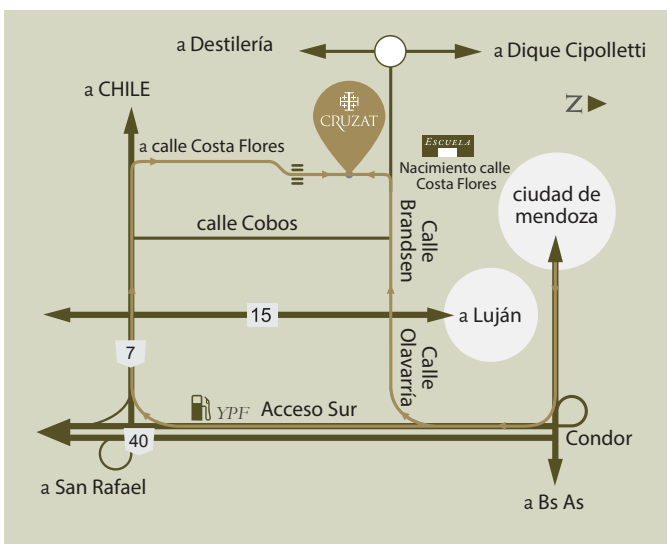 a Destilería
a Dique Cipolletti
a CHILE
CRUZAT
N
a calle Costa Flores
ESCUELA
Nacimiento calle
Costa Flores
ciudad de
mendoza
calle Cobos
Calle
Brandsen
15
a Luján
7
Calle
Olavarría
YPF
Acceso Sur
40
Condor
a San Rafael
a Bs As